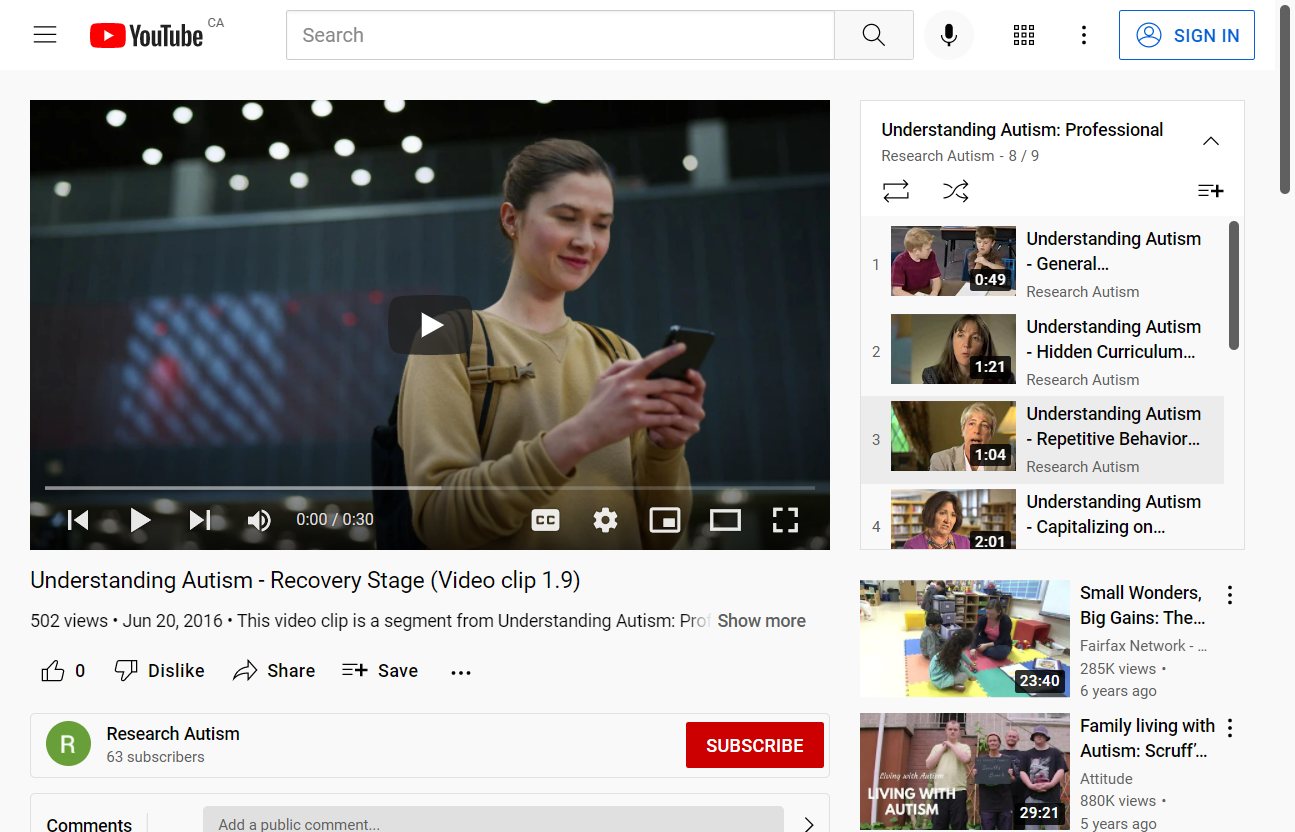 YouTube CA
Search
SIGN IN
0:00 / 0:30
CC
Understanding Autism - Recovery Stage (Video clip 1.9)
502 views • Jun 20, 2016 • This video clip is a segment from Understanding Autism: Prof Show more
0 Dislike Share Save
R
Research Autism
63 subscribers
SUBSCRIBE
Comments
Add a public comment...
Understanding Autism: Professional
Research Autism - 8 / 9
1
0:49
Understanding Autism
- General…
Research Autism
2
1:21
Understanding Autism
- Hidden Curriculum…
Research Autism
3
1:04
Understanding Autism
- Repetitive Behavior…
Research Autism
4
2:01
Understanding Autism
- Capitalizing on…
23:40
Small Wonders,
Big Gains: The…
Fairfax Network - …
285K views •
6 years ago
Living with Autism
LIVING WITH
AUTISM
29:21
Family living with
Autism: Scruff’…
Attitude
880K views •
5 years ago